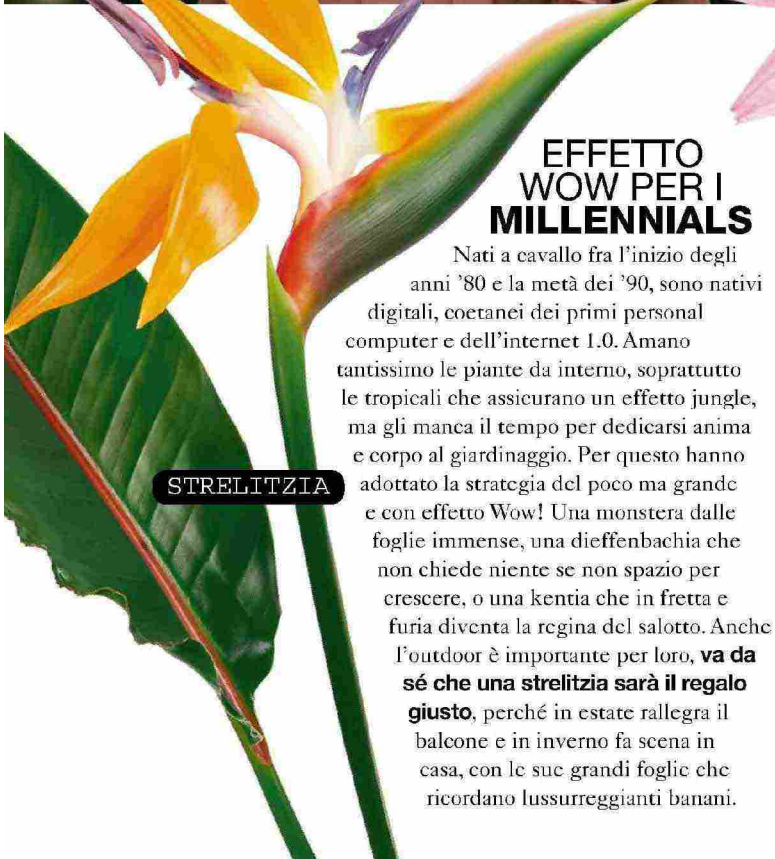 EFFETTO
WOW PER I
MILLENNIALS
Nati a cavallo fra l'inizio degli
anni '80 e la metà dei '90, sono nativi
digitali, coetanei dei primi personal
computer e dell'internet 1.0. Amano
tantissimo le piante da interno, soprattutto
le tropicali che assicurano un effetto jungle,
ma gli manca il tempo per dedicarsi anima
e corpo al giardinaggio. Per questo hanno
STRELITZIA
adottato la strategia del poco ma grande
e con effetto Wow! Una monstera dalle
foglie immense, una dieffenbachia che
non chiede niente se non spazio per
crescere, o una kentia che in fretta e
furia diventa la regina del salotto. Anche
l'outdoor è importante per loro, va da
sé che una strelitzia sarà il regalo
giusto, perché in estate rallegra il
balcone e in inverno fa scena in
casa, con le sue grandi foglie che
ricordano lussurreggianti banani.